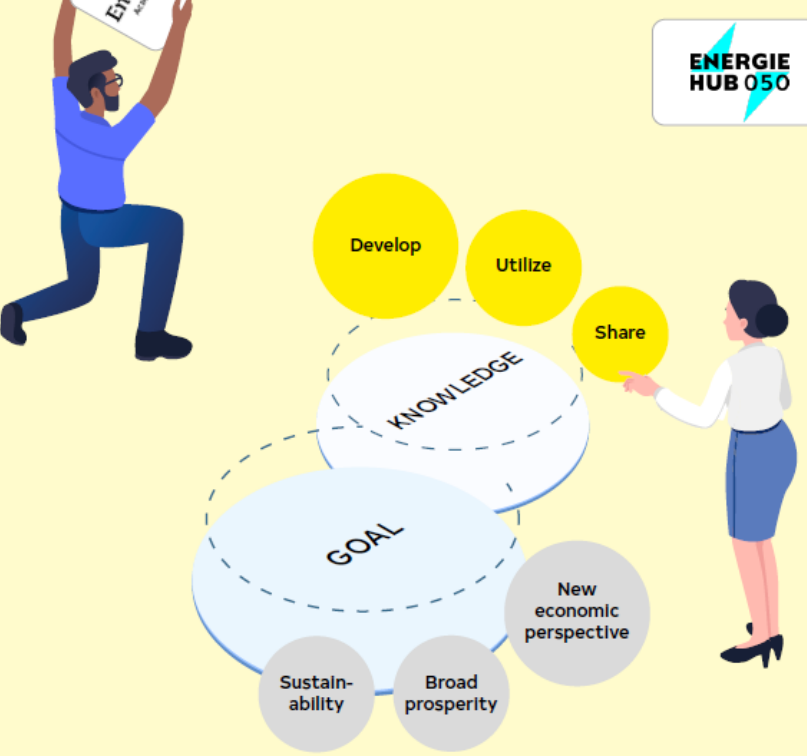 ENERGIE
HUB 050
Develop
Utilize
Share
KNOWLEDGE
GOAL
New
economic
perspective
Sustain-
ability
Broad
prosperity